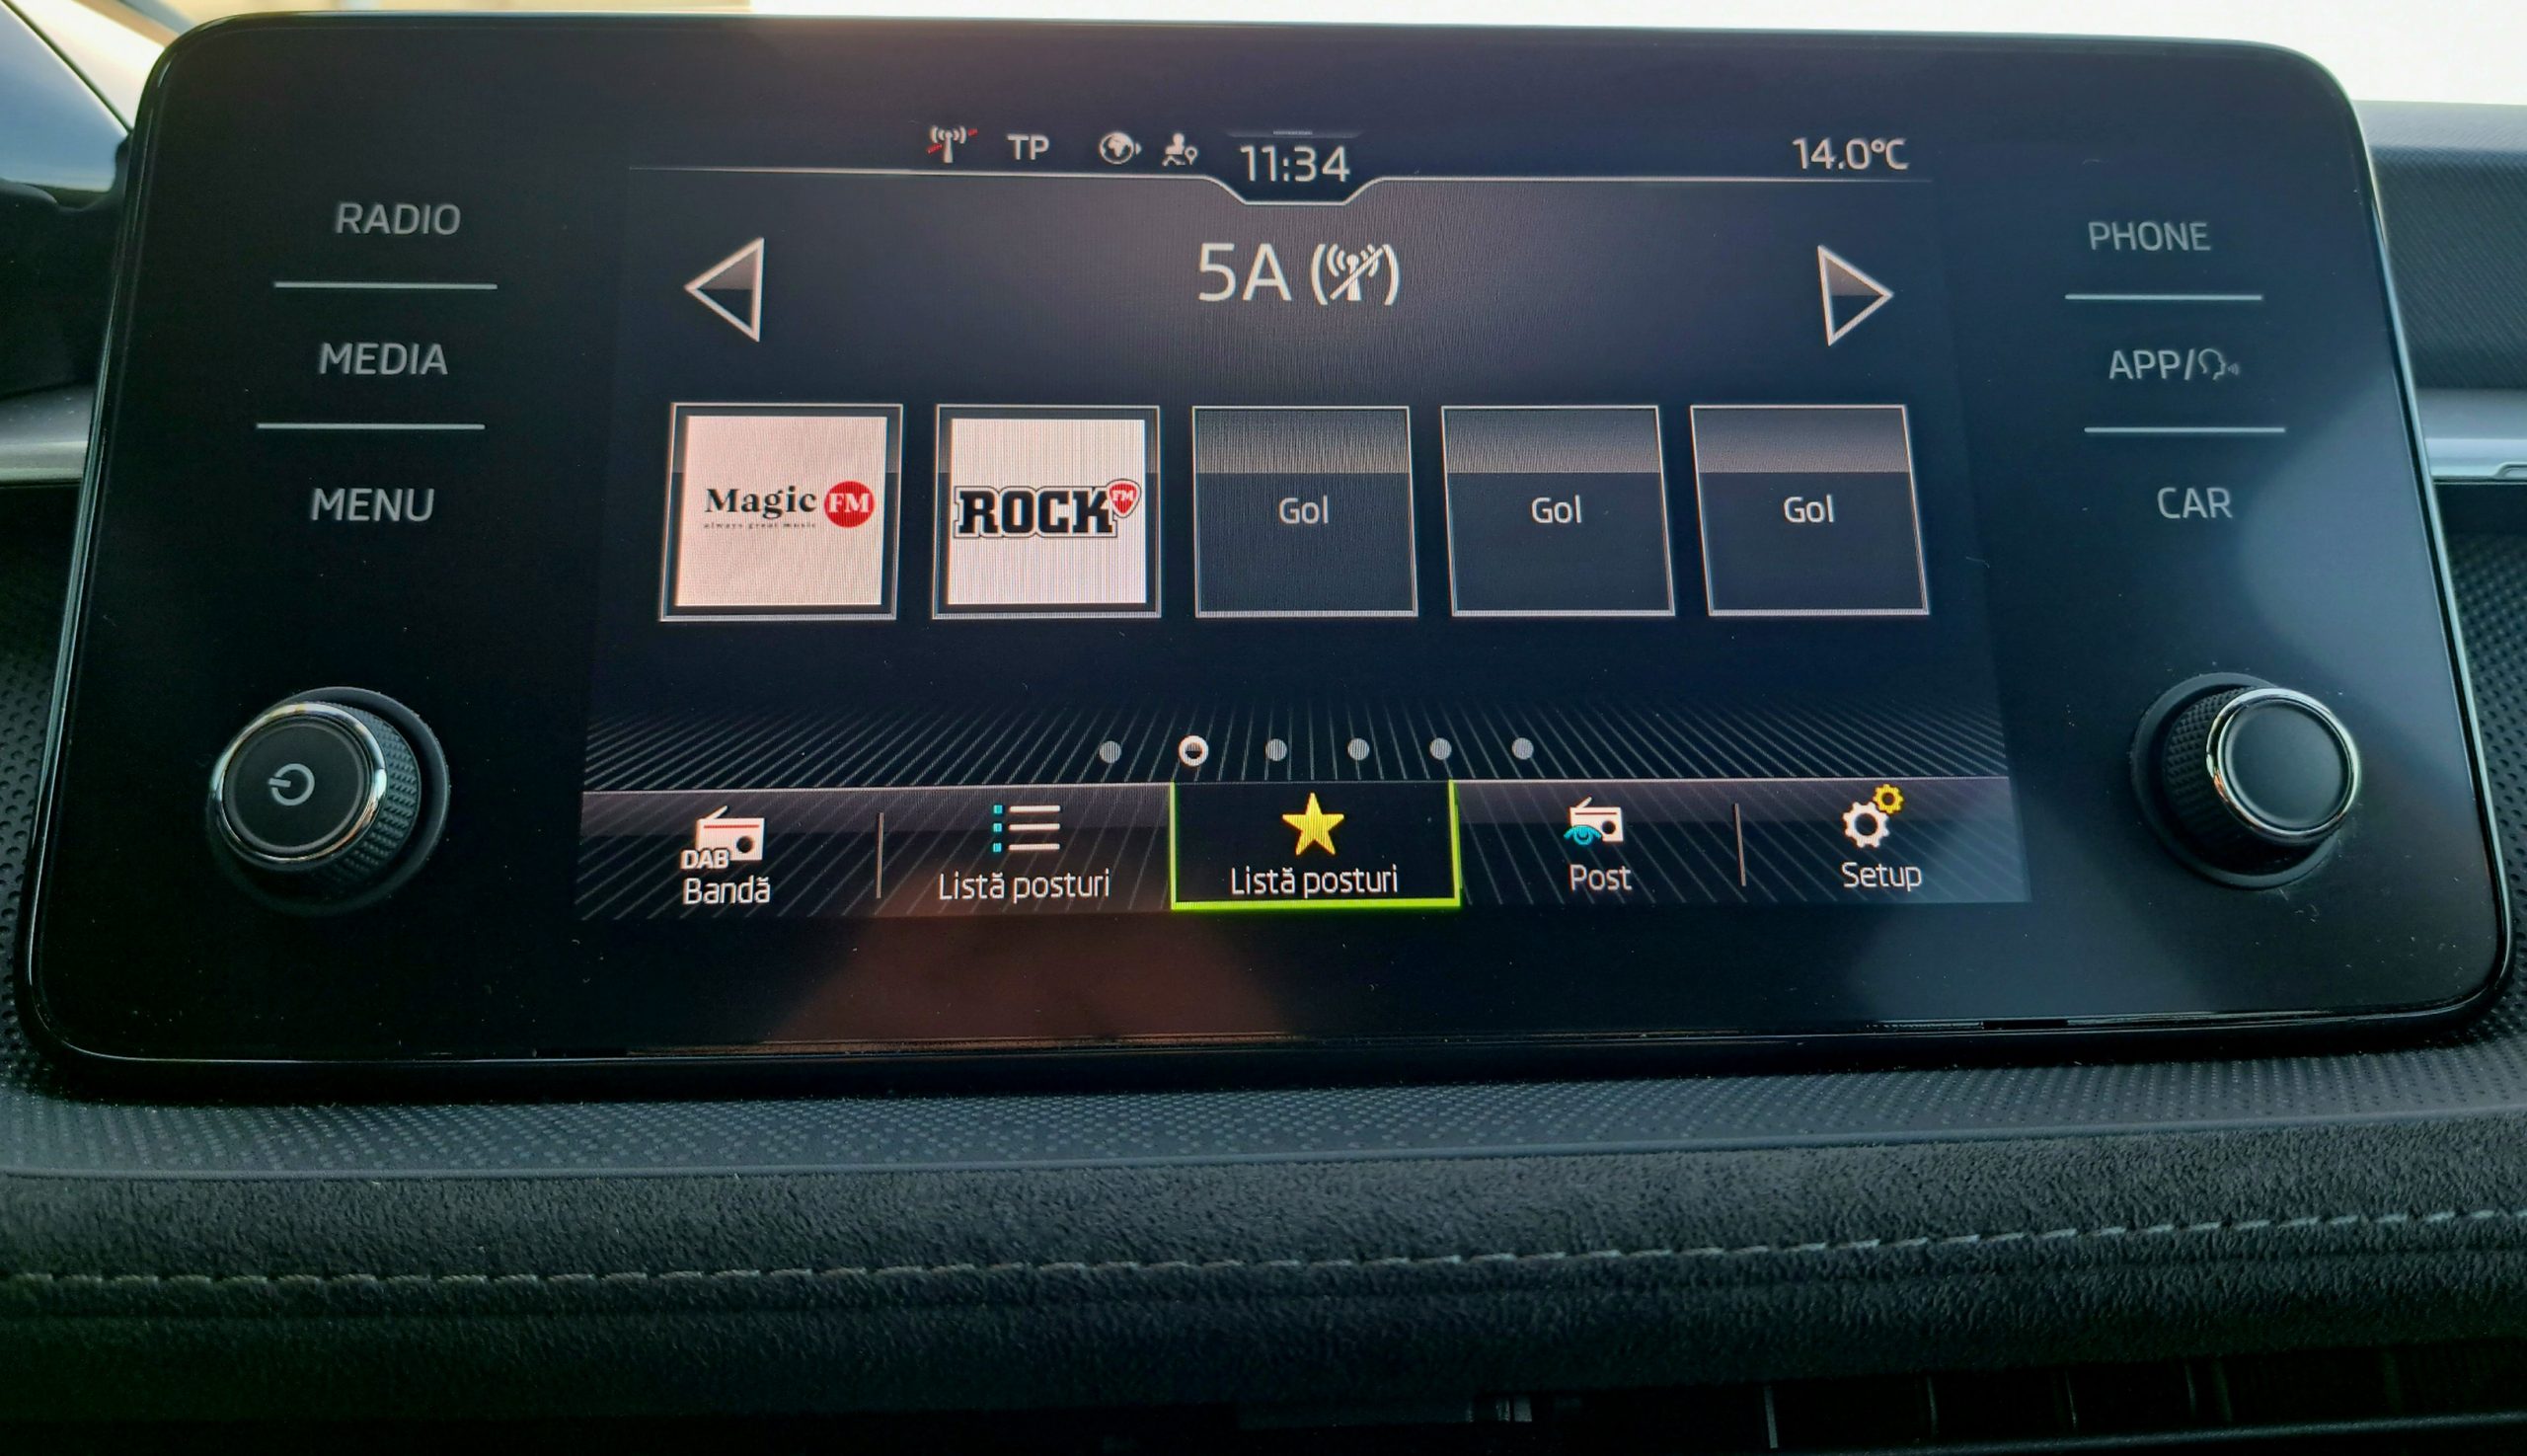 TP
11:34
14.0°C
RADIO
MEDIA
MENU
PHONE
APP/
CAR
5A
Magic FM
always great music
ROCK FM
Gol
Gol
Gol
DAB
Bandă
Listă posturi
Listă posturi
Post
Setup